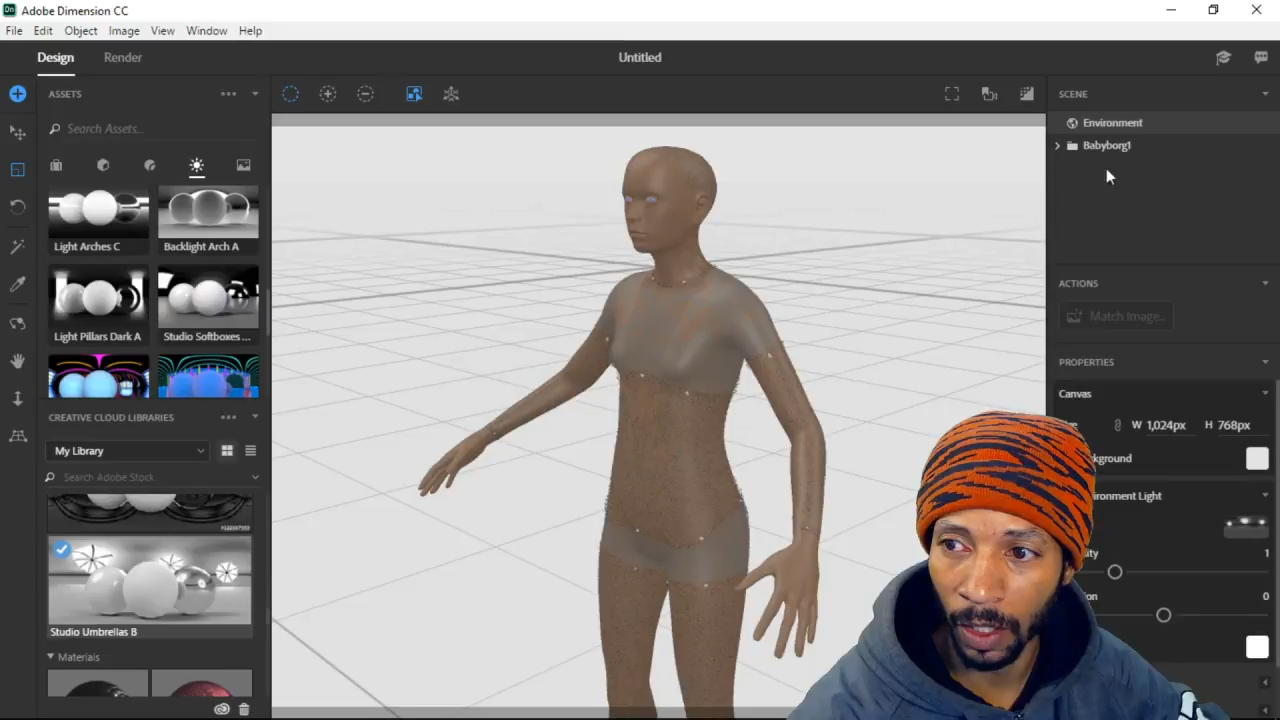 Dn Adobe Dimension CC
File Edit Object Image View Window Help
Design Render Untitled
ASSETS
Search Assets...
Light Arches C Backlight Arch A
Light Pillars Dark A Studio Softboxes ...
CREATIVE CLOUD LIBRARIES
My Library
Search Adobe Stock
Studio Umbrellas B
Materials
SCENE
Environment
Babyborg1
ACTIONS
Match Image...
PROPERTIES
Canvas
W 1,024px H 768px
kground
ironment Light
ity 1
on 0